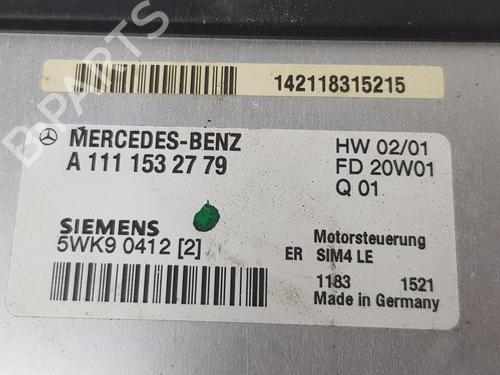 B-PARTS
142118315215
MERCEDES-BENZ
A 111 153 27 79
HW 02/01
FD 20W01
Q 01
SIEMENS
5WK9 0412 [2]
Motorsteuerung
ER SIM4 LE
1183 1521
Made in Germany